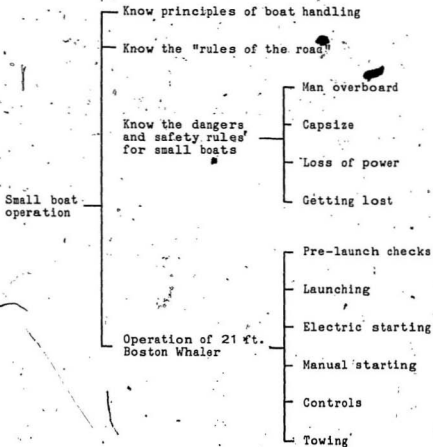 Know principles of boat handling
Know the "rules of the road"
Man overboard
Know the dangers
and safety rules
for small boats
Capsize
Loss of power
Getting lost
Small boat
operation
Pre-launch checks
Launching
Electric starting
Operation of 21 ft.
Boston Whaler
Manual starting
Controls
Towing